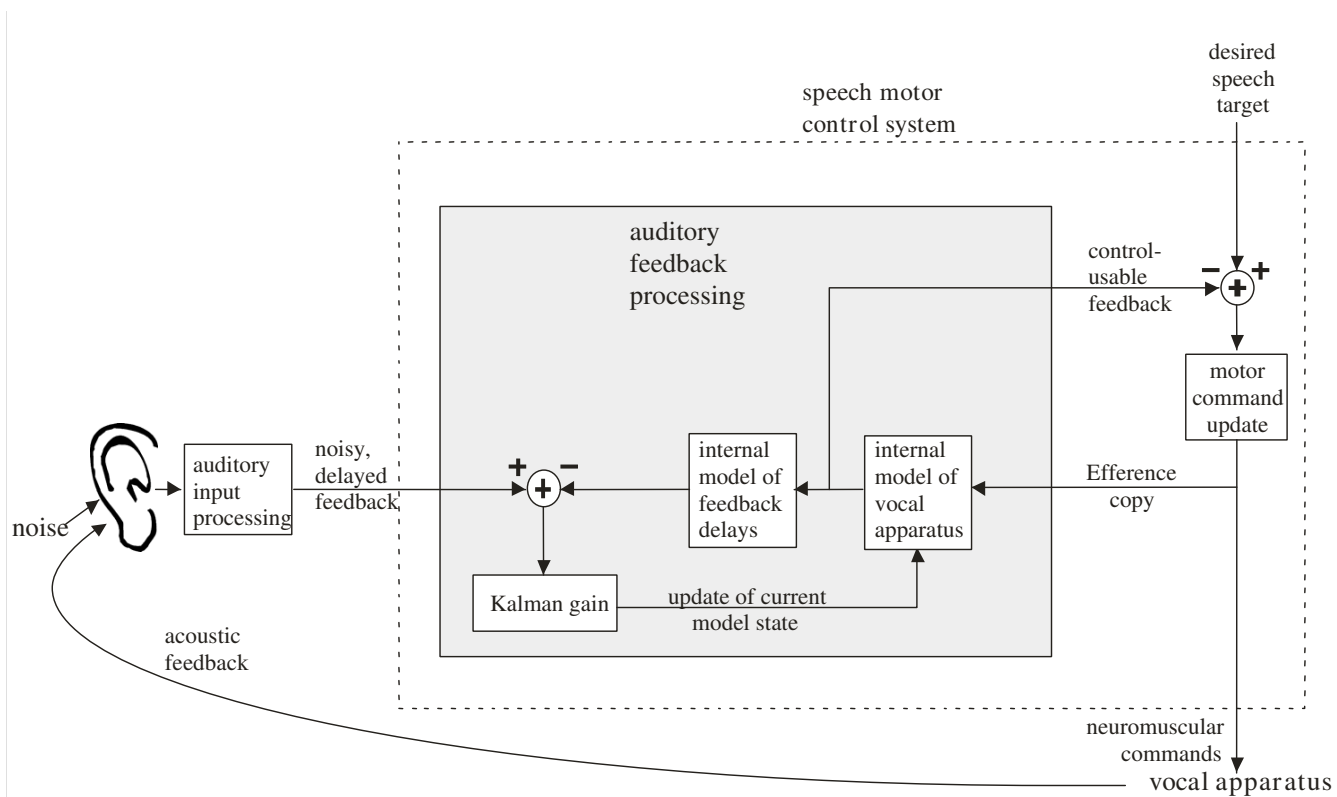 desired
speech
target
speech motor
control system
auditory
feedback
processing
control-
usable
feedback
− +
+
motor
command
update
auditory
input
processing
noisy,
delayed
feedback
+ −
+
internal
model of
feedback
delays
internal
model of
vocal
apparatus
Efference
copy
noise
Kalman gain
update of current
model state
acoustic
feedback
neuromuscular
commands
vocal apparatus